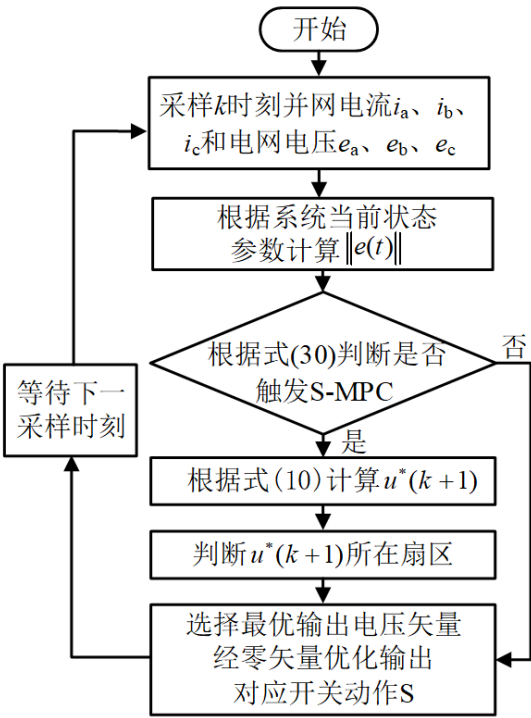 开始
采样k时刻并网电流iₐ、i_b、
i_c和电网电压eₐ、e_b、e_c
根据系统当前状态
参数计算‖e(t)‖
根据式(30)判断是否
触发S-MPC
否
是
等待下一
采样时刻
根据式(10)计算u*(k+1)
判断u*(k+1)所在扇区
选择最优输出电压矢量
经零矢量优化输出
对应开关动作S